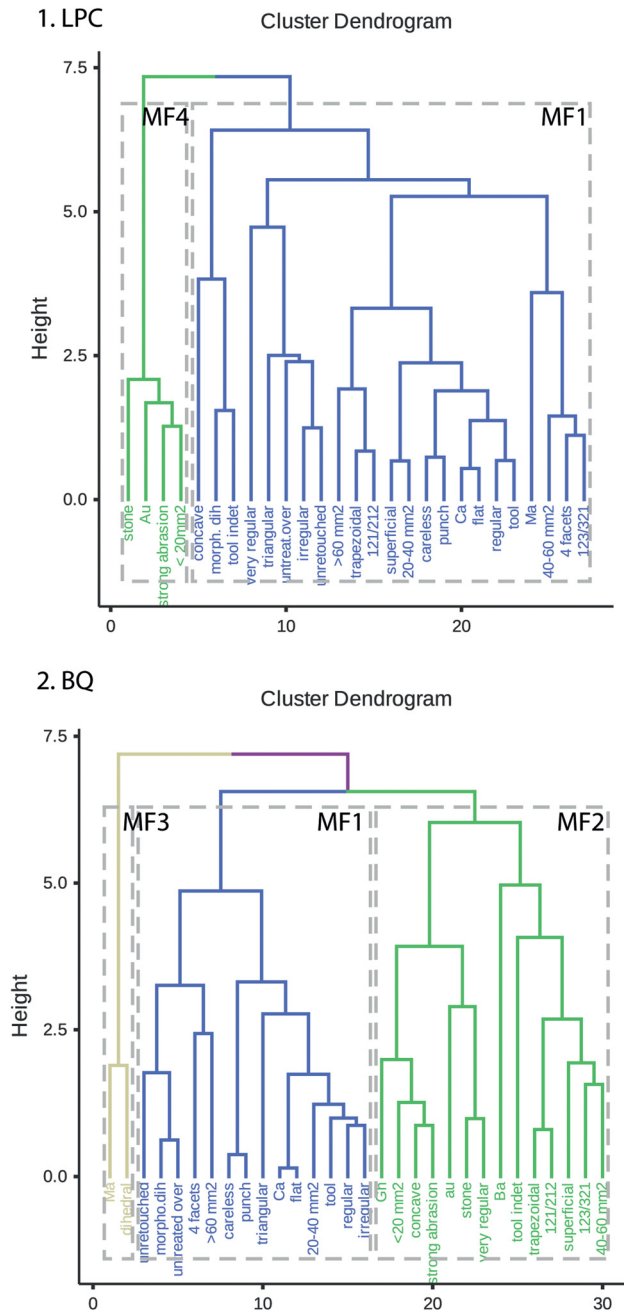 1. LPC
Cluster Dendrogram
7.5
MF4
MF1
5.0
Height
2.5
0.0
stone
Au
strong abrasion
< 20mm2
concave
morph. dih
tool indet
very regular
triangular
untreat.over
irregular
unretouched
>60 mm2
trapezoidal
121/212
superficial
20-40 mm2
careless
punch
Ca
flat
regular
tool
Ma
40-60 mm2
4 facets
123/321
0
10
20
2. BQ
Cluster Dendrogram
7.5
MF3
MF1
MF2
5.0
Height
2.5
0.0
Ma
dihedral
unretouched
morpho.dih
untreated over
4 facets
>60 mm2
careless
punch
triangular
Ca
flat
20-40 mm2
tool
regular
irregular
Gh
<20 mm2
concave
strong abrasion
au
stone
very regular
Ba
tool indet
trapezoidal
121/212
superficial
123/321
40-60 mm2
0
10
20
30